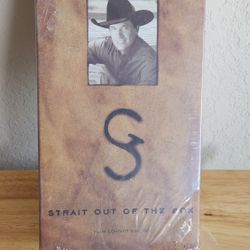 STRAIT OUT OF THE BOX